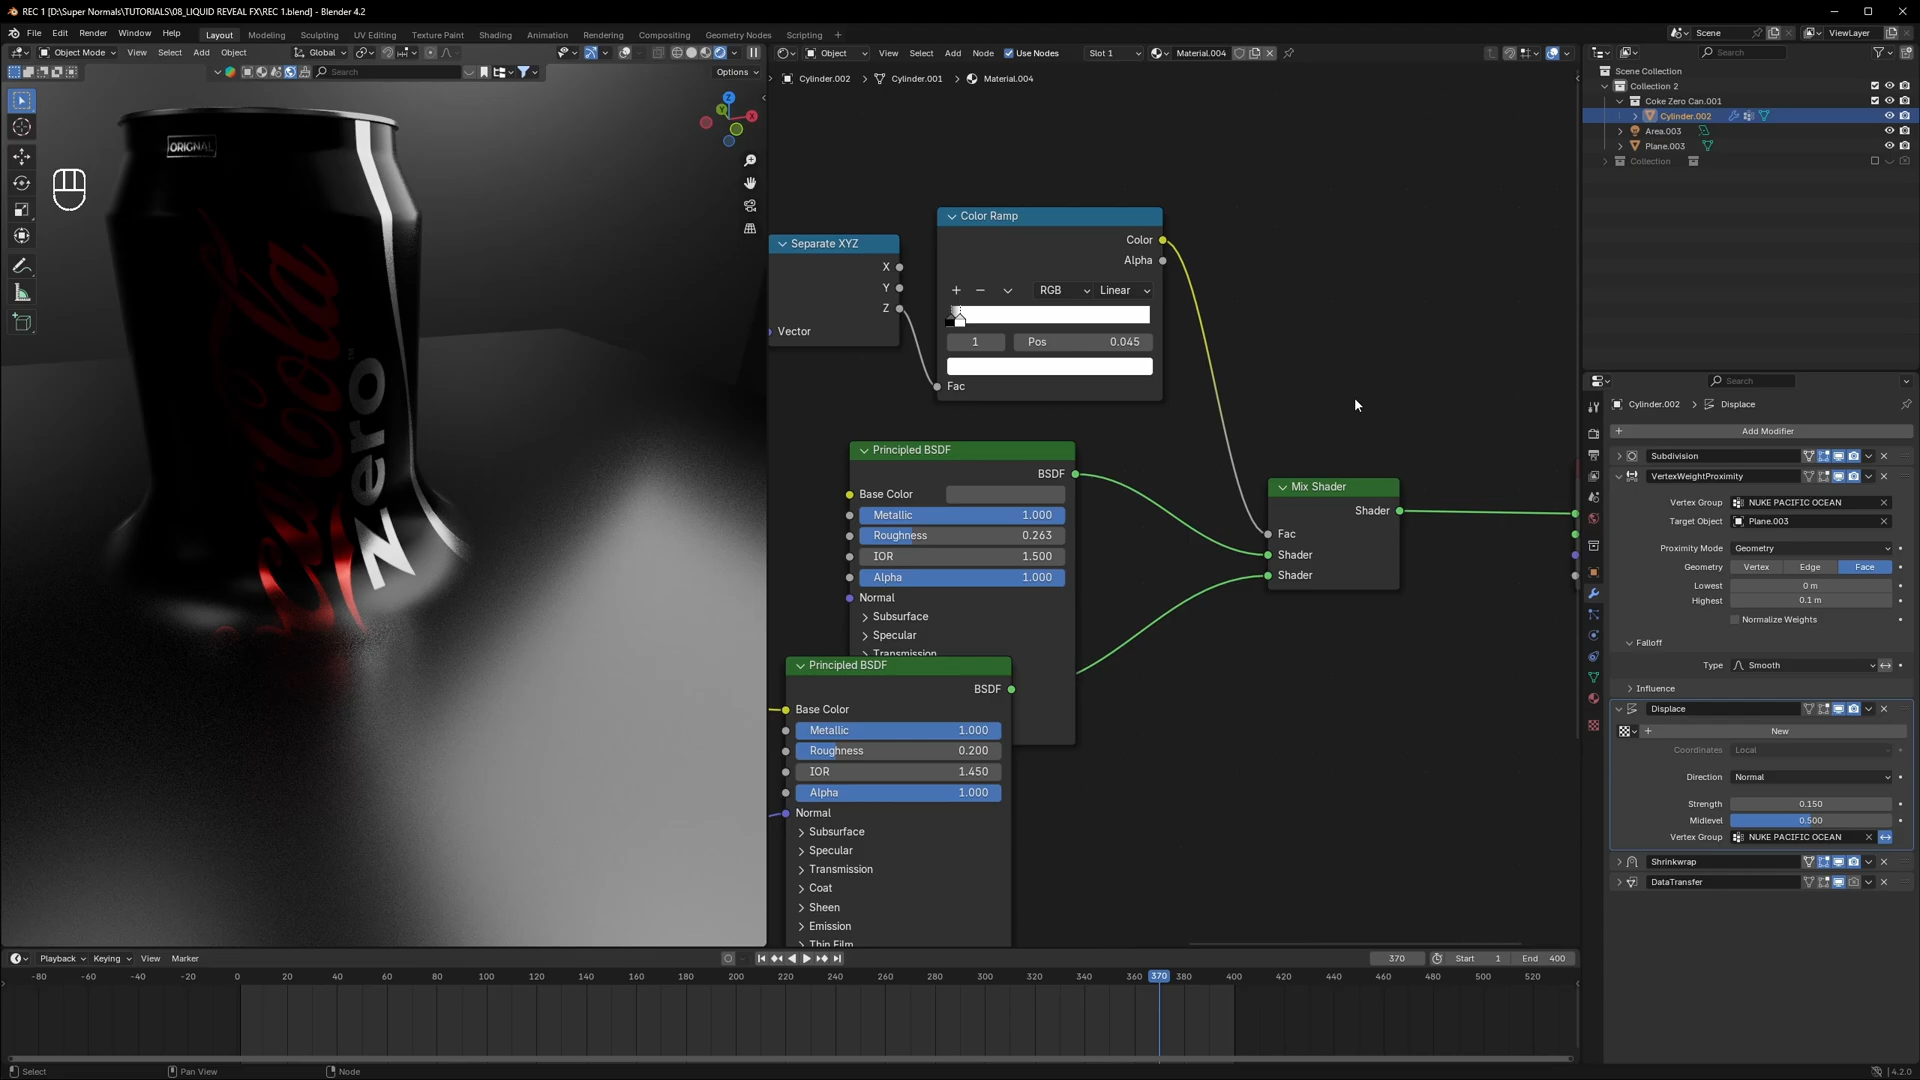 REC 1 [D:\Super Normals\TUTORIALS\08_LIQUID REVEAL FX\REC 1.blend] - Blender 4.2
File Edit Render Window Help Layout Modeling Sculpting UV Editing Texture Paint Shading Animation Rendering Compositing Geometry Nodes Scripting Scene ViewLayer
Object Mode View Select Add Object Global Object View Select Add Node Use Nodes Slot 1 Material.004 Search
Search Options
Cylinder.002 Cylinder.001 Material.004
Scene Collection
Collection 2
Coke Zero Can.001
Cylinder.002
Area.003
Plane.003
Collection
Z
Y
X
ORIGINAL
Coca-Cola
zero
TM
Separate XYZ
X
Y
Z
Vector
Color Ramp
Color
Alpha
RGB Linear
1 Pos 0.045
Fac
Principled BSDF
BSDF
Base Color
Metallic 1.000
Roughness 0.263
IOR 1.500
Alpha 1.000
Normal
Subsurface
Specular
Transmission
Principled BSDF
BSDF
Base Color
Metallic 1.000
Roughness 0.200
IOR 1.450
Alpha 1.000
Normal
Subsurface
Specular
Transmission
Coat
Sheen
Emission
Thin Film
Mix Shader
Shader
Fac
Shader
Shader
Search
Cylinder.002 Displace
Add Modifier
Subdivision
VertexWeightProximity
Vertex Group NUKE PACIFIC OCEAN
Target Object Plane.003
Proximity Mode Geometry
Geometry Vertex Edge Face
Lowest 0 m
Highest 0.1 m
Normalize Weights
Falloff
Type Smooth
Influence
Displace
New
Coordinates Local
Direction Normal
Strength 0.150
Midlevel 0.500
Vertex Group NUKE PACIFIC OCEAN
Shrinkwrap
DataTransfer
Playback Keying View Marker 370 Start 1 End 400
-80 -60 -40 -20 0 20 40 60 80 100 120 140 160 180 200 220 240 260 280 300 320 340 360 370 380 400 420 440 460 480 500 520
Select Pan View Node 4.2.0